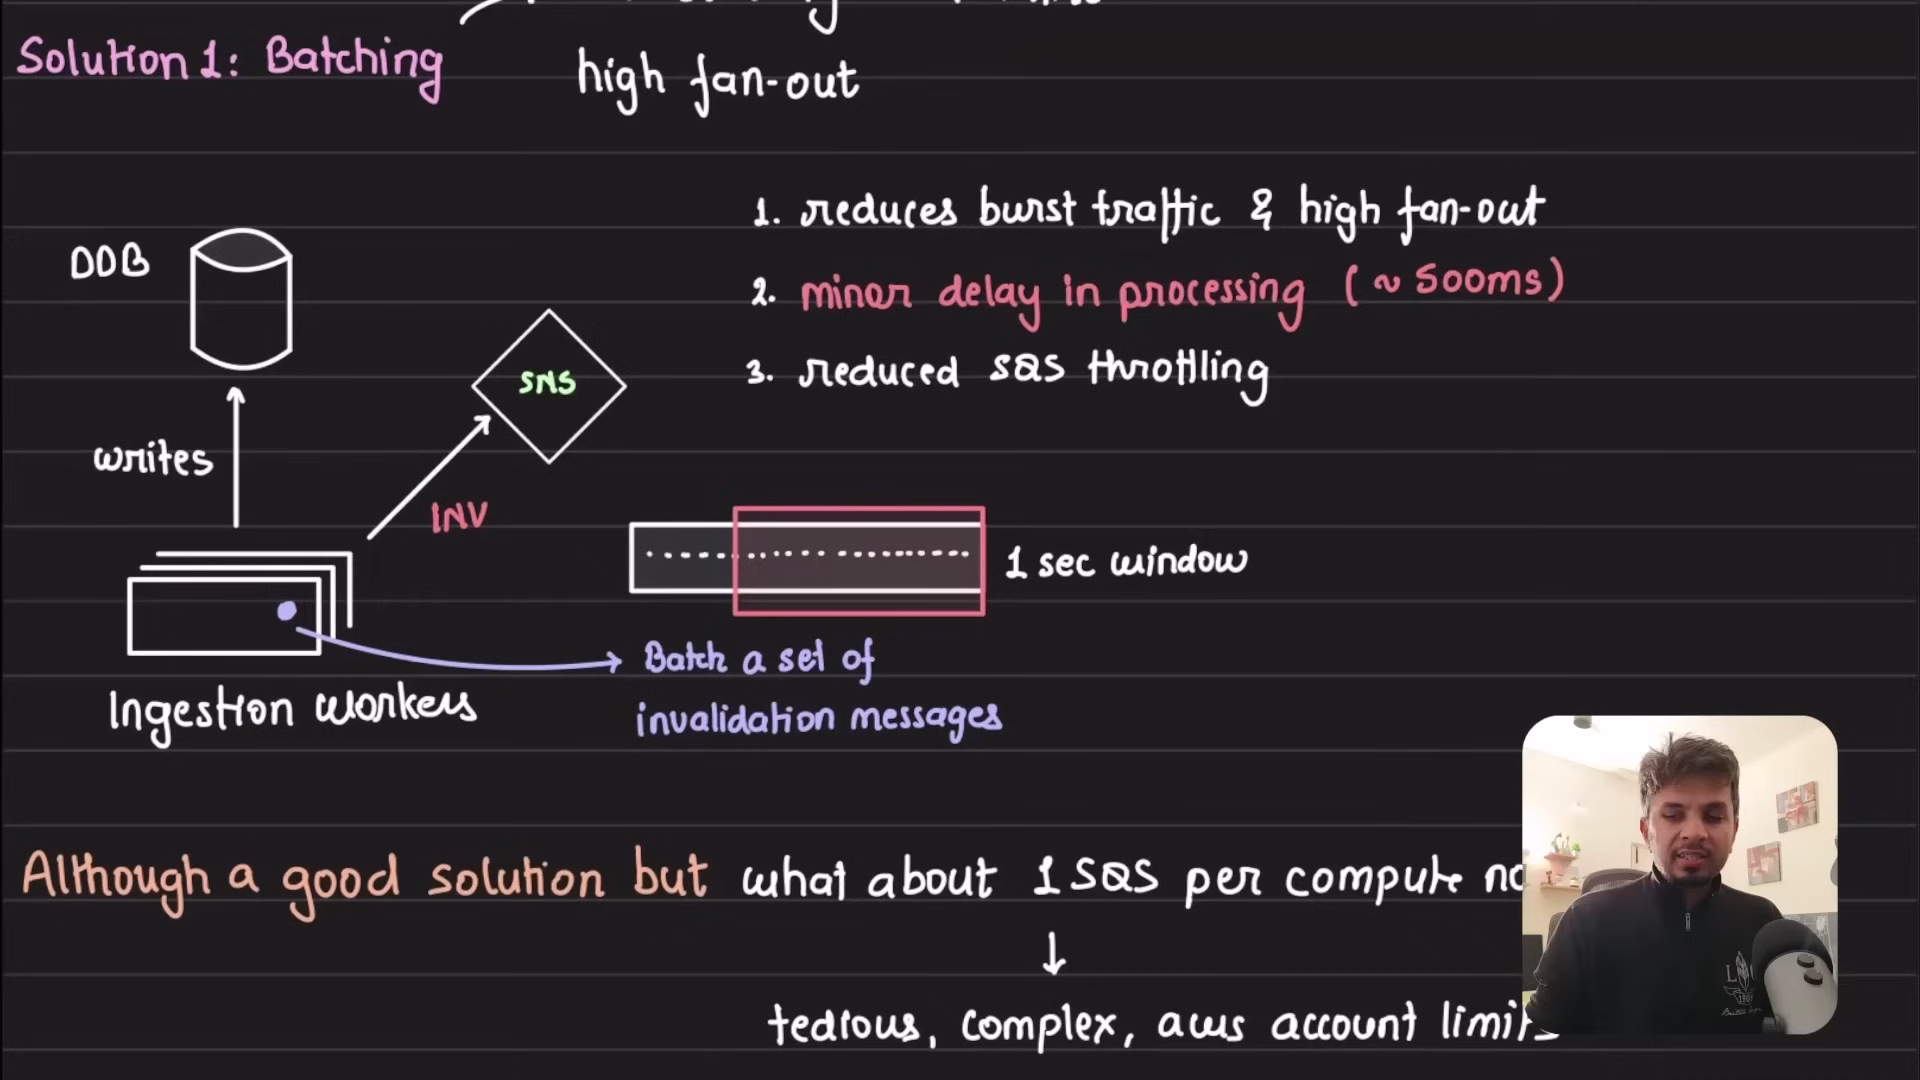 Solution 1: Batching
high fan-out
1. reduces burst traffic & high fan-out
DDB
2. minor delay in processing (~500ms)
SNS
3. reduced SQS throttling
writes
INV
1 sec window
Batch a set of
invalidation messages
Ingestion workers
Although a good solution but what about 1 SQS per compute
↓
tedious, complex, aws account limits